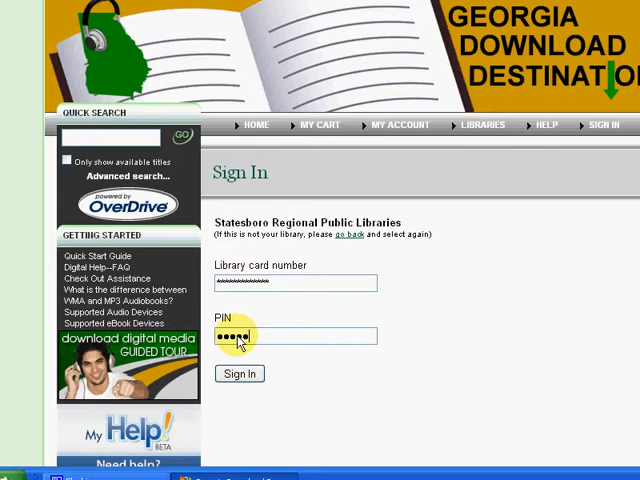 GEORGIA
DOWNLOAD
DESTINATIO
QUICK SEARCH
GO
HOME
MY CART
MY ACCOUNT
LIBRARIES
HELP
SIGN IN
Only show available titles
Advanced search...
powered by
OverDrive
GETTING STARTED
Quick Start Guide
Digital Help--FAQ
Check Out Assistance
What is the difference between
WMA and MP3 Audiobooks?
Supported Audio Devices
Supported eBook Devices
download digital media
GUIDED TOUR
My Help!
BETA
Need help?
Sign In
Statesboro Regional Public Libraries
(If this is not your library, please go back and select again)
Library card number
*************
PIN
●●●●●
Sign In